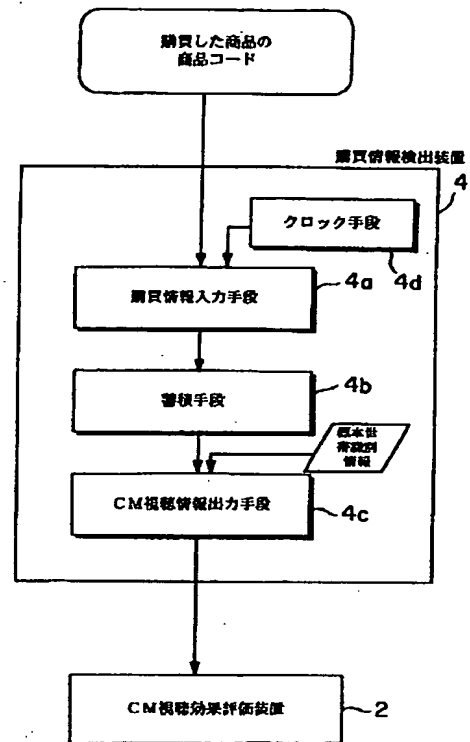 購買した商品の
商品コード
購買情報検出装置
4
クロック手段
4d
購買情報入力手段
4a
蓄積手段
4b
標本世
帯識別
情報
CM視聴情報出力手段
4c
CM視聴効果評価装置
2